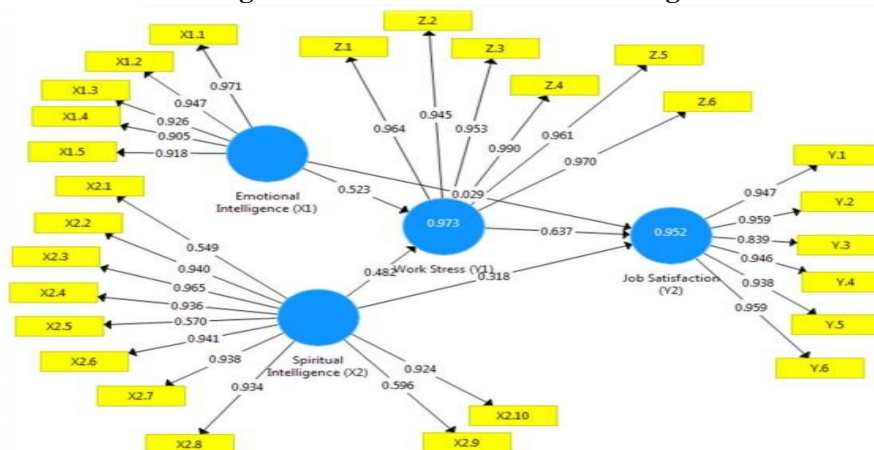 X1.1
X1.2
X1.3
X1.4
X1.5
0.971
0.947
0.926
0.905
0.918
Emotional
Intelligence (X1)
Z.1
Z.2
Z.3
Z.4
Z.5
Z.6
0.964
0.945
0.953
0.990
0.961
0.970
0.523
0.029
0.973
Work Stress (Y1)
0.637
0.482
0.318
0.952
Job Satisfaction
(Y2)
Y.1
Y.2
Y.3
Y.4
Y.5
Y.6
0.947
0.959
0.839
0.946
0.938
0.959
X2.1
X2.2
X2.3
X2.4
X2.5
X2.6
X2.7
X2.8
X2.9
X2.10
0.549
0.940
0.965
0.936
0.570
0.941
0.938
0.934
0.596
0.924
Spiritual
Intelligence (X2)